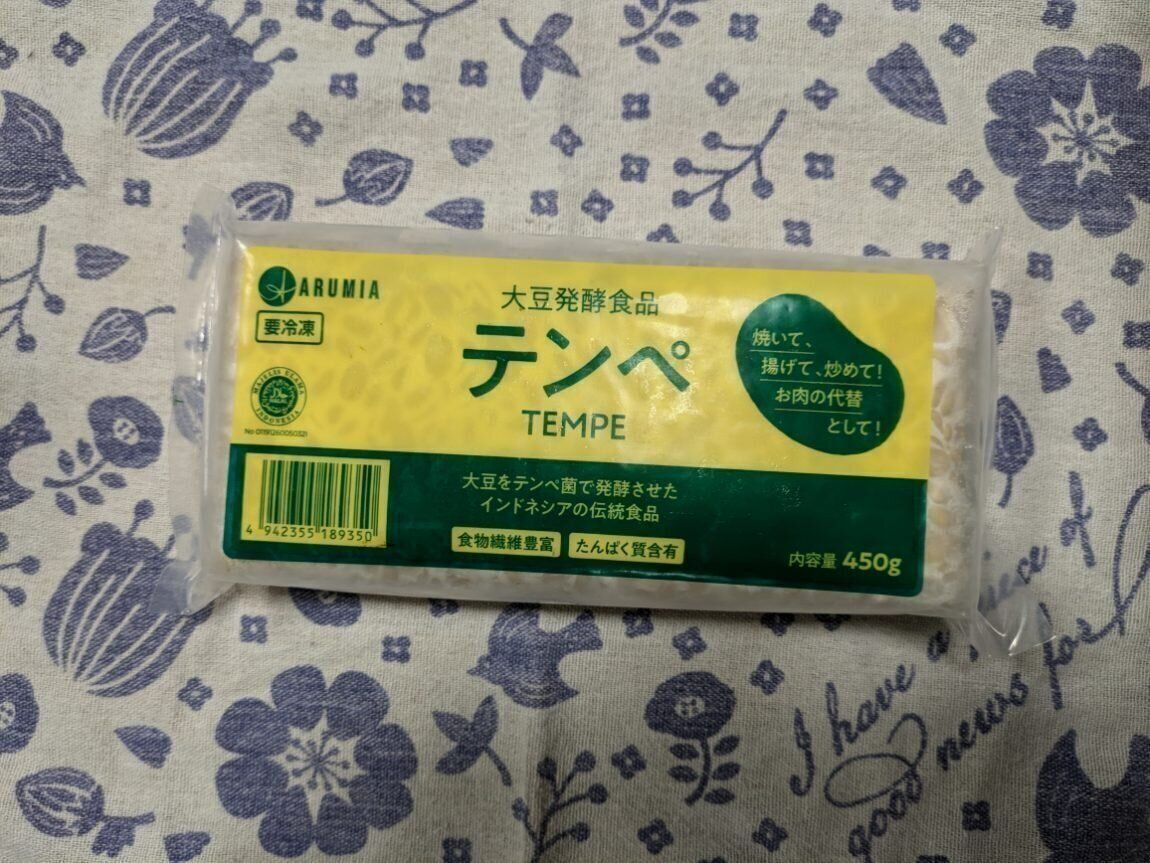 ARUMIA
要冷凍
MAJELIS ULAMA
INDONESIA
大豆発酵食品
テンペ
TEMPE
焼いて、
揚げて、炒めて!
お肉の代替
として!
4 942355 189350
大豆をテンペ菌で発酵させた
インドネシアの伝統食品
食物繊維豊富 たんぱく質含有
内容量 450g
I have a piece of
good news for